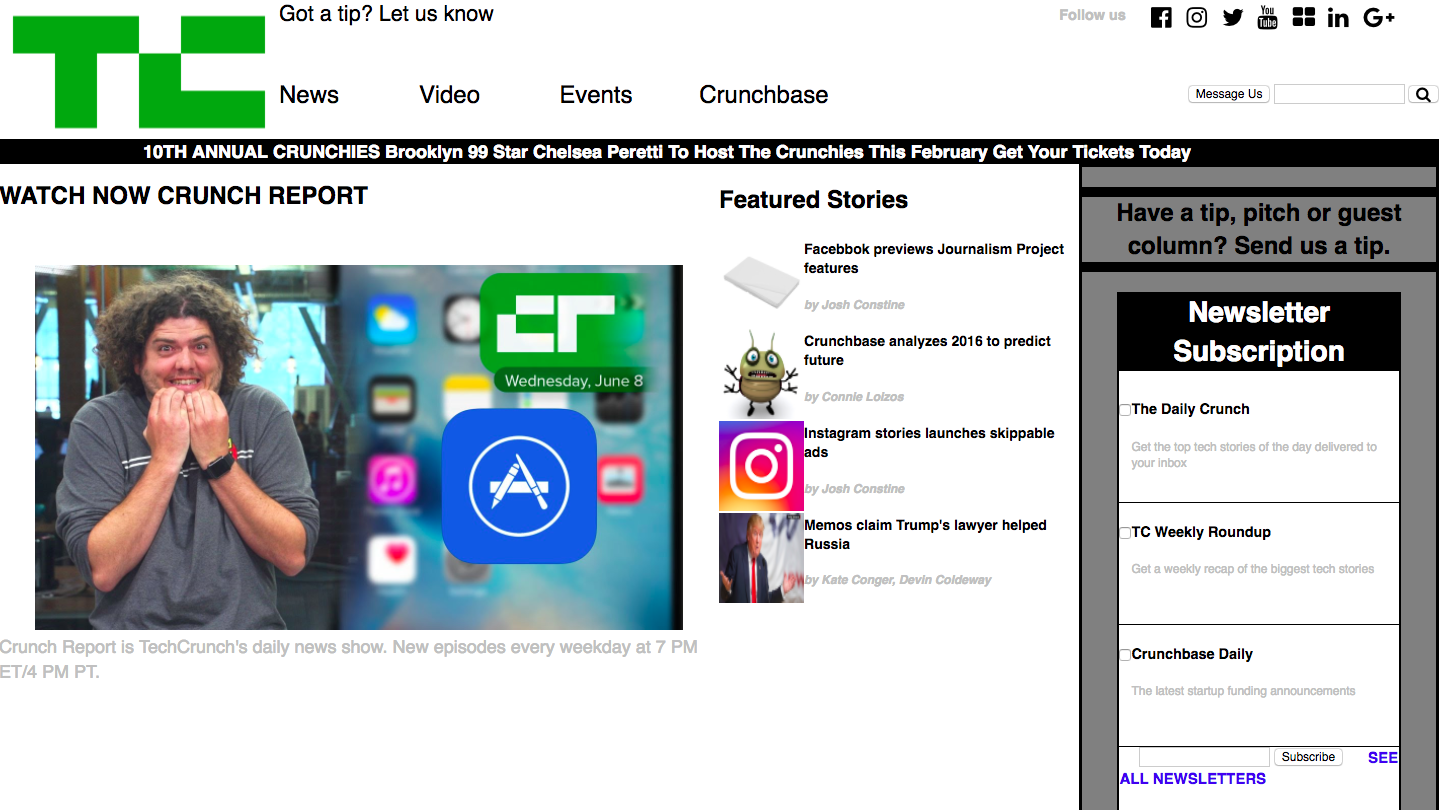 TC
Got a tip? Let us know
Follow us
You
Tube
in
G+
News
Video
Events
Crunchbase
Message Us
10TH ANNUAL CRUNCHIES Brooklyn 99 Star Chelsea Peretti To Host The Crunchies This February Get Your Tickets Today
WATCH NOW CRUNCH REPORT
CR
Wednesday, June 8
Crunch Report is TechCrunch's daily news show. New episodes every weekday at 7 PM
ET/4 PM PT.
Featured Stories
Facebbok previews Journalism Project
features
by Josh Constine
Crunchbase analyzes 2016 to predict
future
by Connie Loizos
Instagram stories launches skippable
ads
by Josh Constine
Memos claim Trump's lawyer helped
Russia
by Kate Conger, Devin Coldeway
Have a tip, pitch or guest
column? Send us a tip.
Newsletter
Subscription
The Daily Crunch
Get the top tech stories of the day delivered to
your inbox
TC Weekly Roundup
Get a weekly recap of the biggest tech stories
Crunchbase Daily
The latest startup funding announcements
Subscribe
SEE
ALL NEWSLETTERS